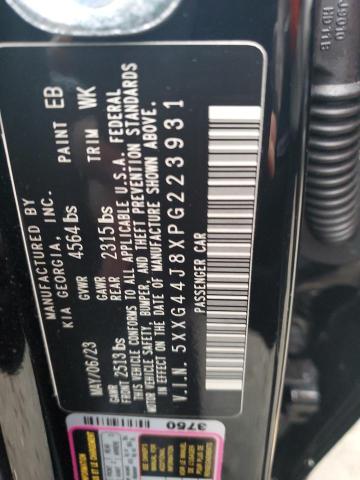 MANUFACTURED BY
KIA GEORGIA, INC.
MAY/06/23 GVWR 4564 lbs PAINT EB
GAWR FRONT 2513 lbs GAWR REAR 2315 lbs TRIM WK
THIS VEHICLE CONFORMS TO ALL APPLICABLE U.S.A. FEDERAL
MOTOR VEHICLE SAFETY, BUMPER, AND THEFT PREVENTION STANDARDS
IN EFFECT ON THE DATE OF MANUFACTURE SHOWN ABOVE.
V.I.N. 5XXG44J8XPG223931
PASSENGER CAR
3750